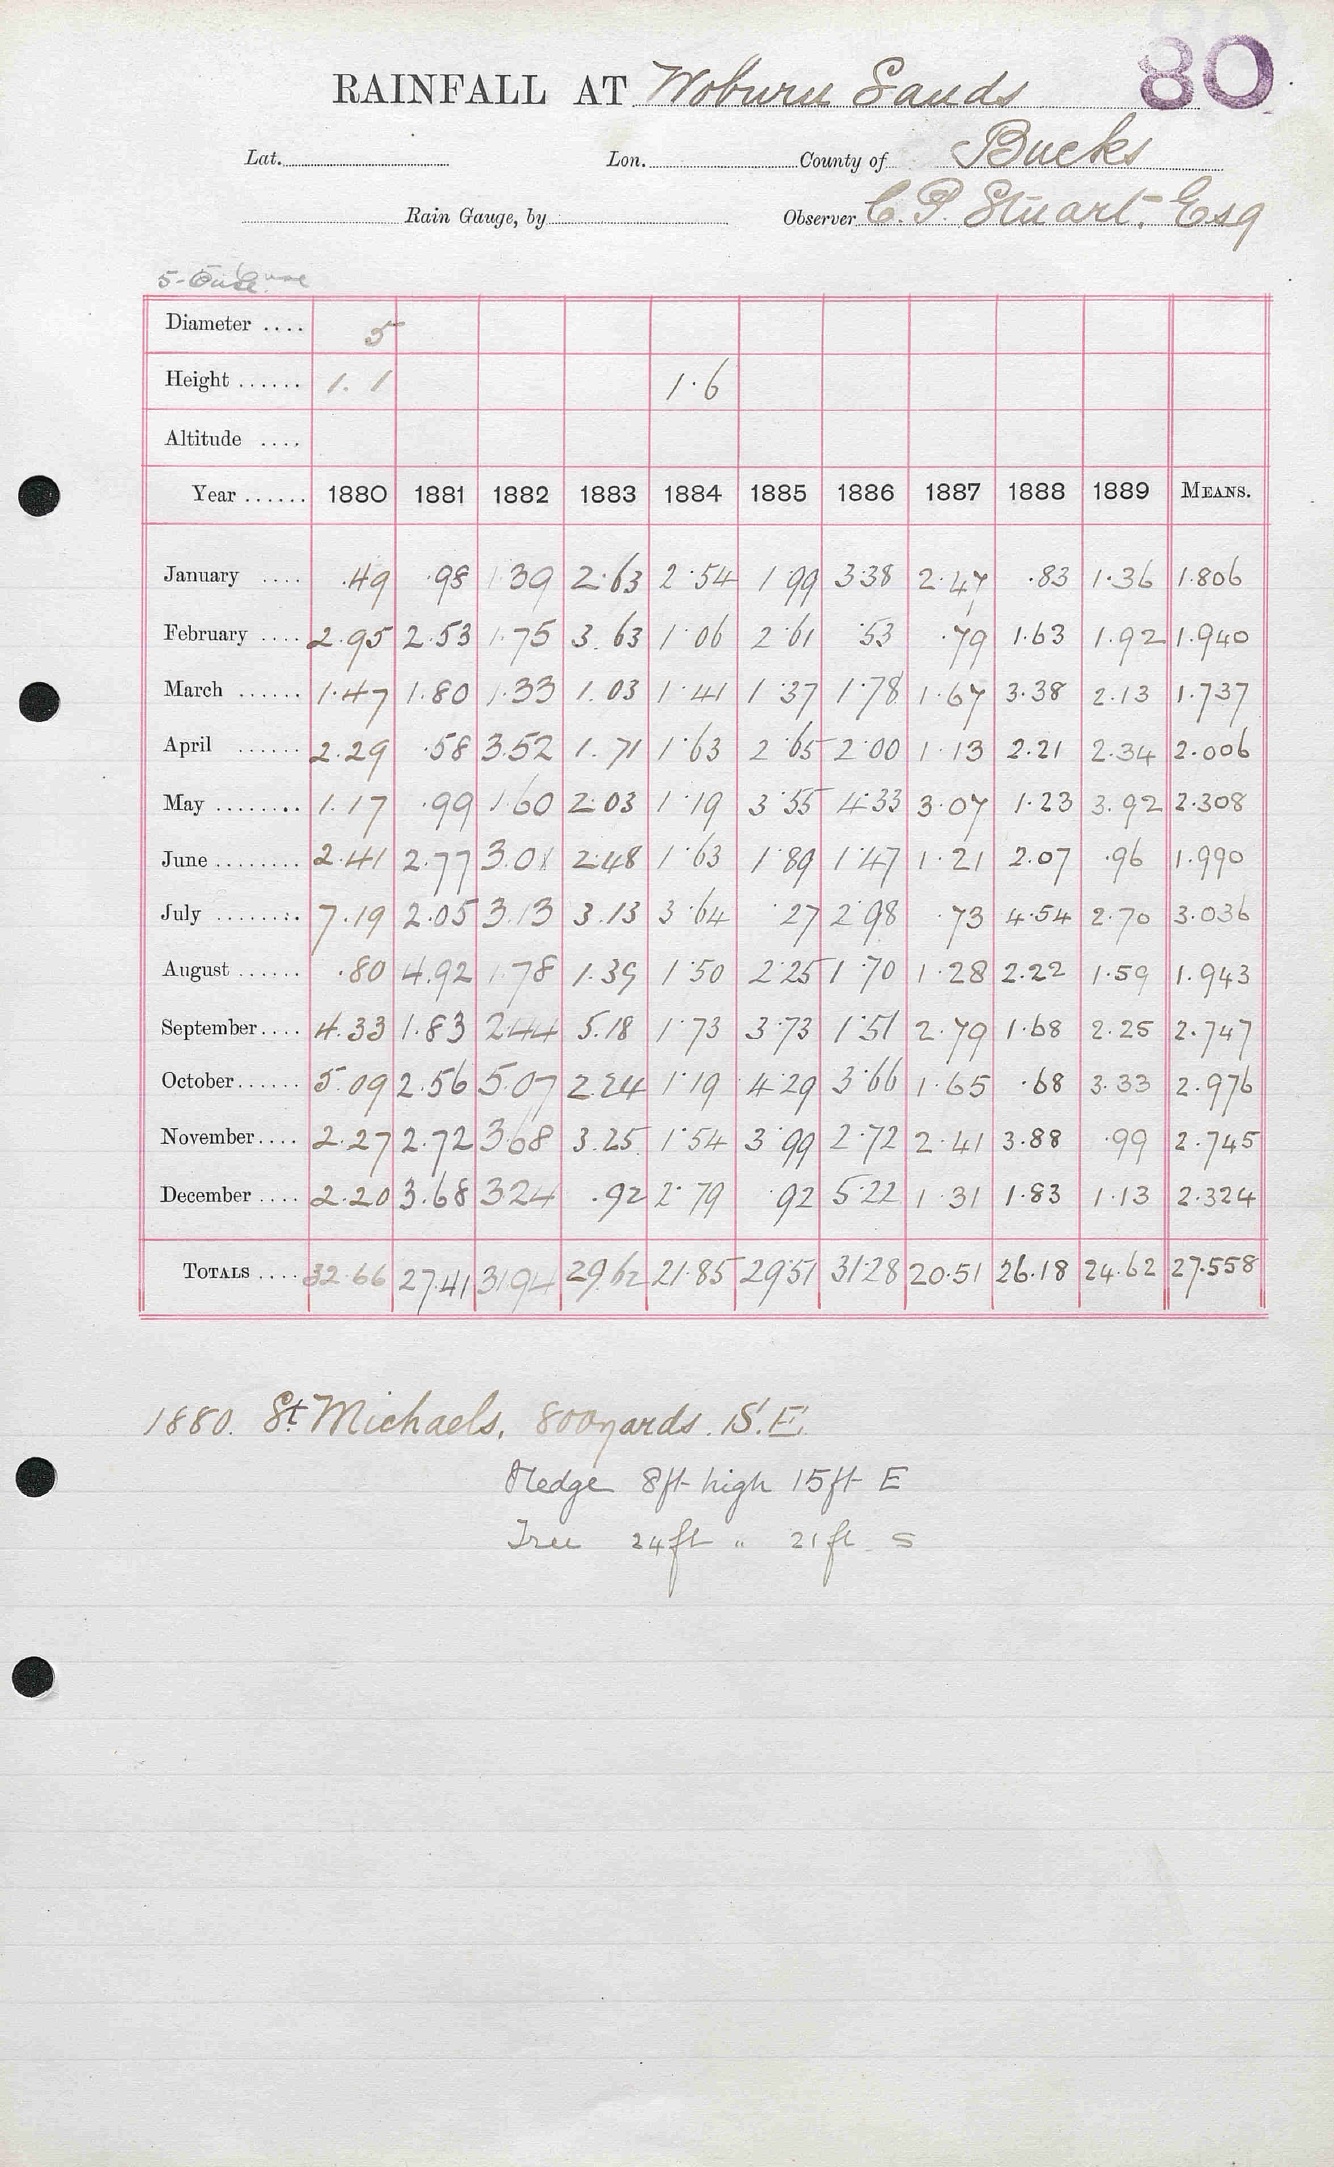 80
RAINFALL AT Woburn Sands
Lat. Lon. County of Bucks
Rain Gauge, by Observer C. P. Stuart, Esq
5-Ouse
Diameter .... 5
Height ...... 1.1 1.6
Altitude ....
Year ...... 1880 1881 1882 1883 1884 1885 1886 1887 1888 1889 MEANS.
January .... .49 .98 1.39 2.63 2.54 1.99 3.38 2.47 .83 1.36 1.806
February .... 2.95 2.53 1.75 3.63 1.06 2.61 .53 .79 1.63 1.92 1.940
March ...... 1.47 1.80 1.33 1.03 1.41 1.37 1.78 1.67 3.38 2.13 1.737
April ...... 2.29 .58 3.52 1.71 1.63 2.65 2.00 1.13 2.21 2.34 2.006
May ........ 1.17 .99 1.60 2.03 1.19 3.55 4.33 3.07 1.23 3.92 2.308
June ........ 2.41 2.77 3.01 2.48 1.63 1.89 1.47 1.21 2.07 .96 1.990
July ........ 7.19 2.05 3.13 3.13 3.64 .27 2.98 .73 4.54 2.70 3.036
August ...... .80 4.92 1.78 1.39 1.50 2.25 1.70 1.28 2.22 1.59 1.943
September .... 4.33 1.83 2.44 5.18 1.73 3.73 1.51 2.79 1.68 2.25 2.747
October ...... 5.09 2.56 5.07 2.24 1.19 4.29 3.66 1.65 .68 3.33 2.976
November .... 2.27 2.72 3.68 3.25 1.54 3.99 2.72 2.41 3.88 .99 2.745
December .... 2.20 3.68 3.24 .92 2.79 .92 5.22 1.31 1.83 1.13 2.324
TOTALS .... 32.66 27.41 31.94 29.62 21.85 29.51 31.28 20.51 26.18 24.62 27.558
1880. St. Michaels, 800 yards. S.E.
Hedge 8ft high 15ft E
Tree 24ft " 21ft S